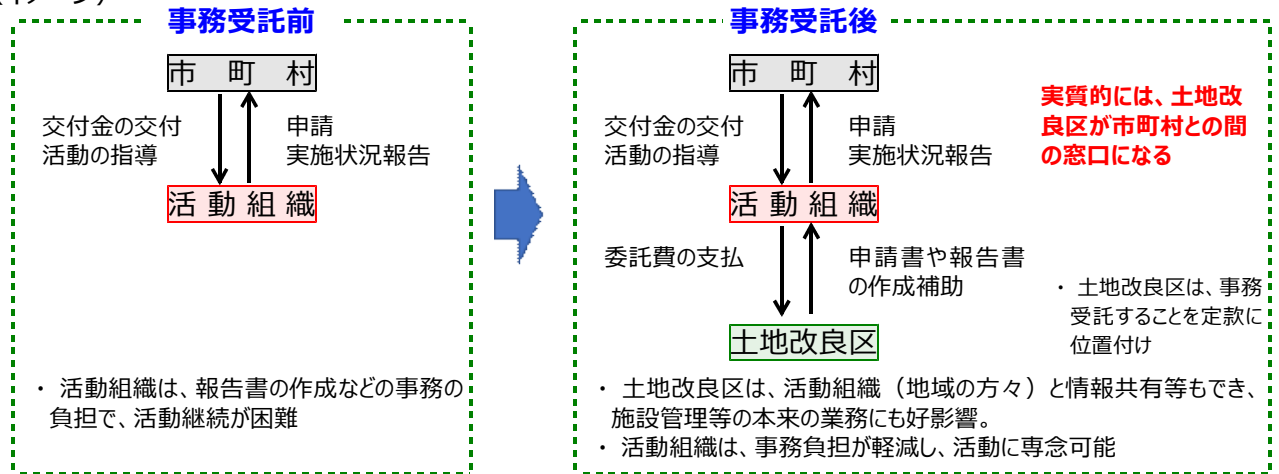 (イメージ)
事務受託前
市 町 村
交付金の交付
活動の指導
申請
実施状況報告
活 動 組 織
・ 活動組織は、報告書の作成などの事務の
負担で、活動継続が困難
事務受託後
市 町 村
交付金の交付
活動の指導
申請
実施状況報告
実質的には、土地改
良区が市町村との間
の窓口になる
活 動 組 織
委託費の支払
申請書や報告書
の作成補助
・ 土地改良区は、事務
受託することを定款に
位置付け
土地改良区
・ 土地改良区は、活動組織（地域の方々）と情報共有等もでき、
施設管理等の本来の業務にも好影響。
・ 活動組織は、事務負担が軽減し、活動に専念可能